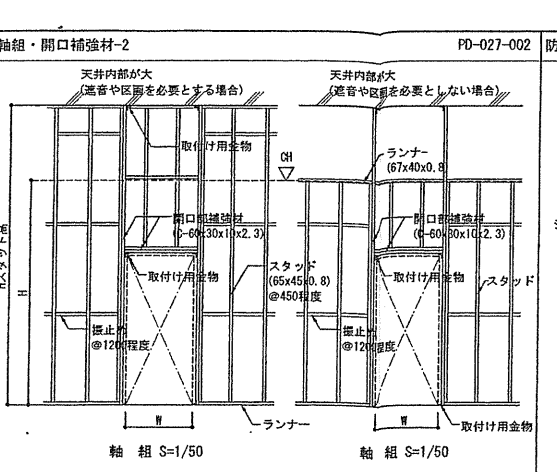 軸組・開口補強材-2
PD-027-002
防
天井内部が大
(遮音や区画を必要とする場合)
天井内部が大
(遮音や区画を必要としない場合)
取付け用金物
CH
ランナー
(67x40x0.8)
開口部補強材
(C-60x30x10x2.3)
開口部補強材
(C-60x30x10x2.3)
取付け用金物
スタッド
(65x45x0.8)
@450程度
取付け用金物
スタッド
H
振止め
@1200程度
振止め
@1200程度
W
ランナー
W
取付け用金物
軸 組 S=1/50
軸 組 S=1/50